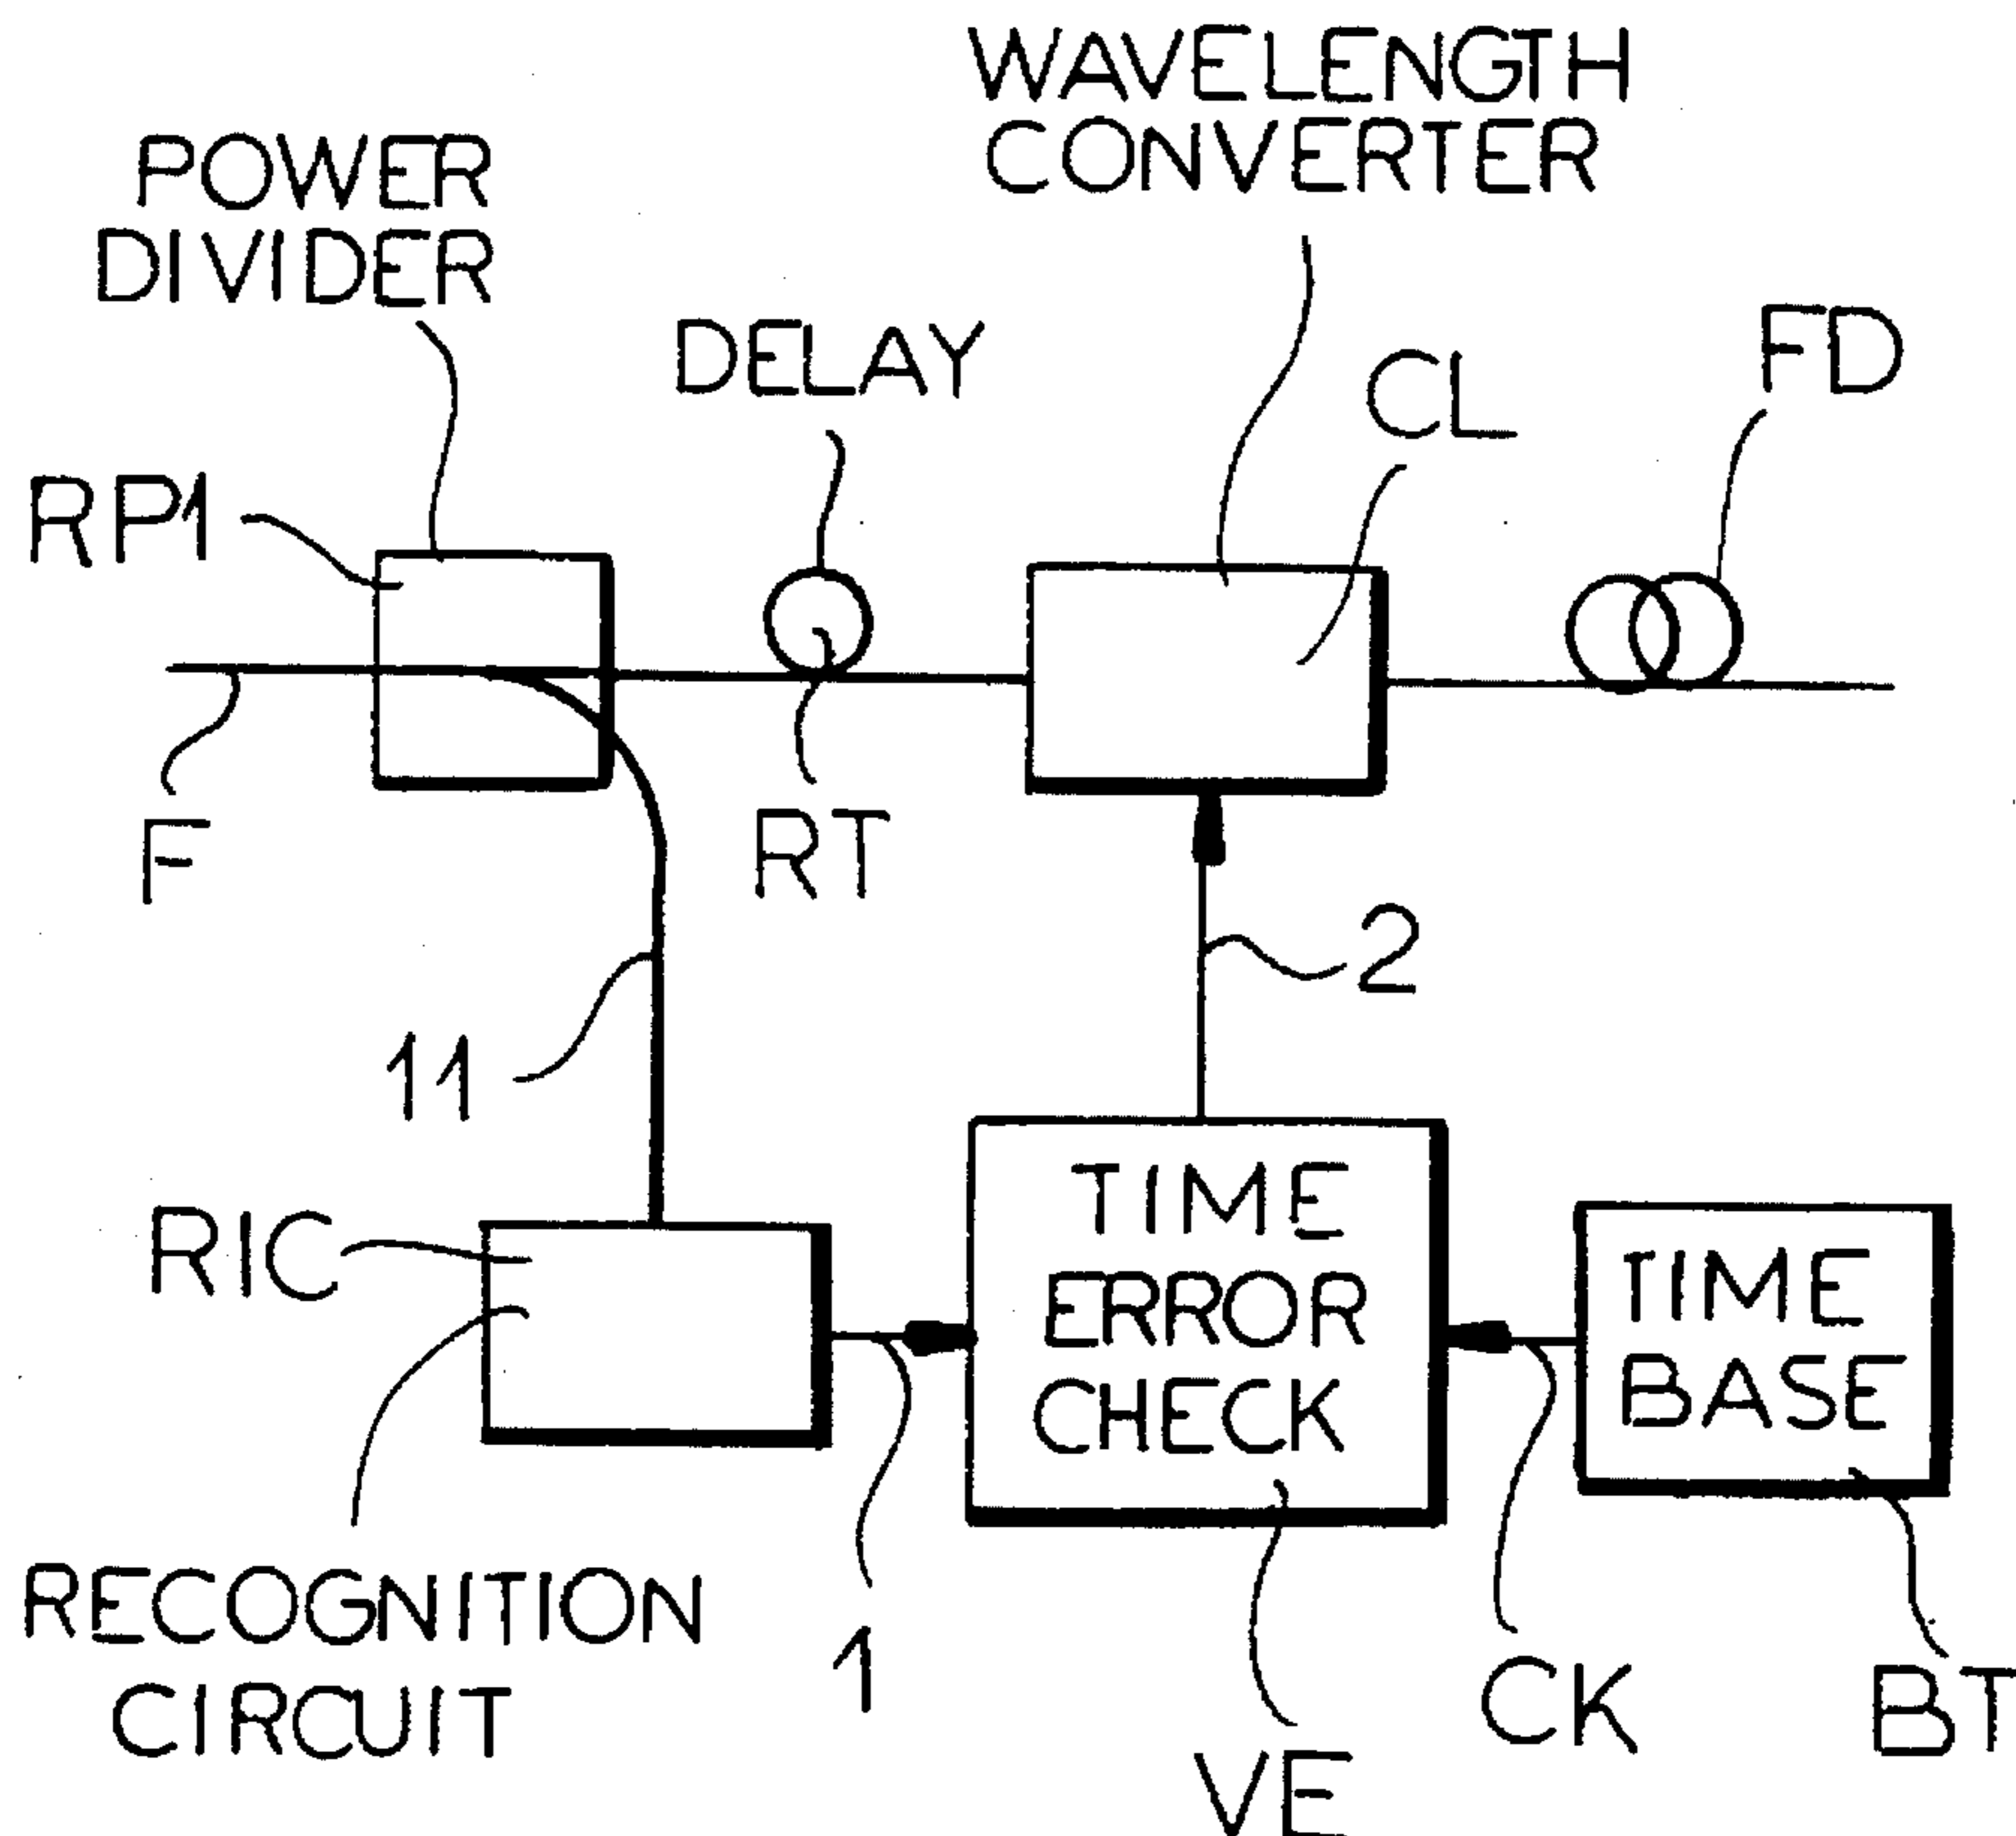 WAVELENGTH
CONVERTER
POWER
DIVIDER
DELAY
FD
CL
RP1
F
RT
2
11
TIME
ERROR
CHECK
RIC
TIME
BASE
RECOGNITION
CIRCUIT
1
CK
BT
VE